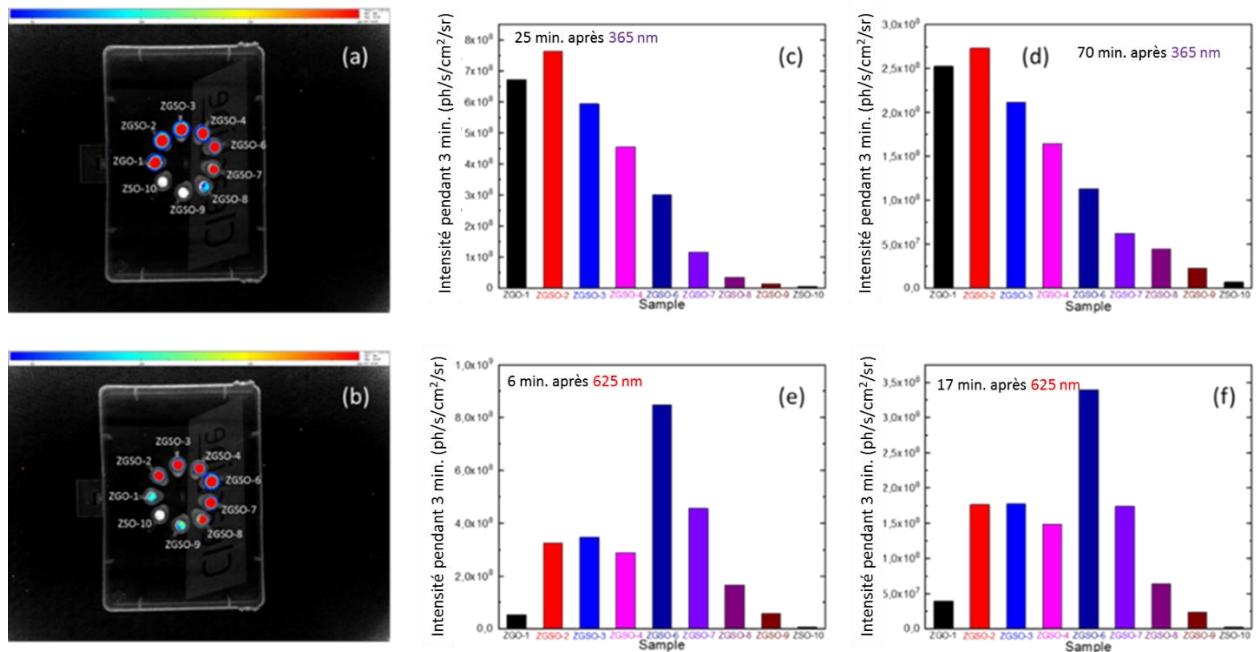 (a)
ZGSO-3
ZGSO-2
ZGSO-4
ZGSO-6
ZGO-1
ZGSO-7
ZSO-10
ZGSO-8
ZGSO-9
25 min. après 365 nm
(c)
Intensité pendant 3 min. (ph/s/cm²/sr)
8x10⁸
7x10⁸
6x10⁸
5x10⁸
4x10⁸
3x10⁸
2x10⁸
1x10⁸
0
ZGO-1 ZGSO-2 ZGSO-3 ZGSO-4 ZGSO-6 ZGSO-7 ZGSO-8 ZGSO-9 ZSO-10
Sample
(d)
70 min. après 365 nm
Intensité pendant 3 min. (ph/s/cm²/sr)
2,5x10⁸
2,0x10⁸
1,5x10⁸
1,0x10⁸
5,0x10⁷
0,0
ZGO-1 ZGSO-2 ZGSO-3 ZGSO-4 ZGSO-6 ZGSO-7 ZGSO-8 ZGSO-9 ZSO-10
Sample
(b)
ZGSO-3
ZGSO-2
ZGSO-4
ZGSO-6
ZGO-1
ZGSO-7
ZSO-10
ZGSO-8
ZGSO-9
6 min. après 625 nm
(e)
Intensité pendant 3 min. (ph/s/cm²/sr)
1,0x10⁹
8,0x10⁸
6,0x10⁸
4,0x10⁸
2,0x10⁸
0,0
ZGO-1 ZGSO-2 ZGSO-3 ZGSO-4 ZGSO-6 ZGSO-7 ZGSO-8 ZGSO-9 ZSO-10
Sample
17 min. après 625 nm
(f)
Intensité pendant 3 min. (ph/s/cm²/sr)
3,5x10⁸
3,0x10⁸
2,5x10⁸
2,0x10⁸
1,5x10⁸
1,0x10⁸
5,0x10⁷
0,0
ZGO-1 ZGSO-2 ZGSO-3 ZGSO-4 ZGSO-6 ZGSO-7 ZGSO-8 ZGSO-9 ZSO-10
Sample